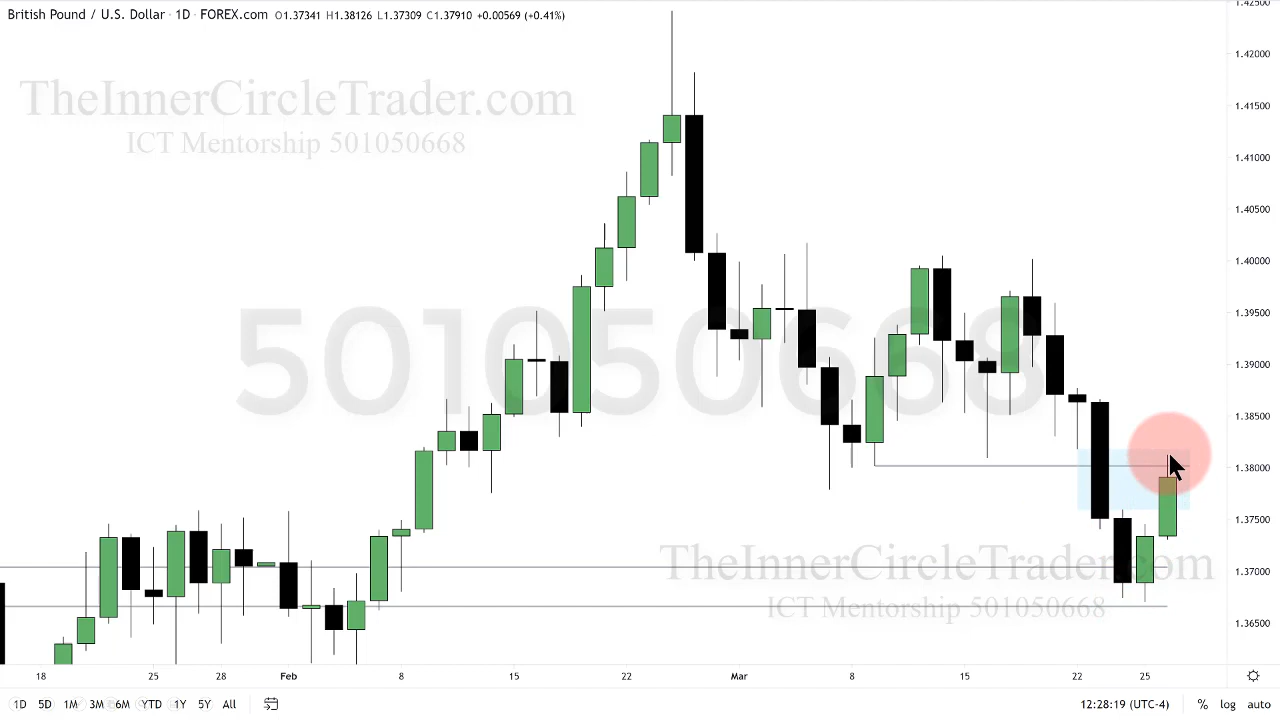 British Pound / U.S. Dollar · 1D · FOREX.com O1.37341 H1.38126 L1.37309 C1.37910 +0.00569 (+0.41%)
1.42500
1.42000
TheInnerCircleTrader.com
1.41500
ICT Mentorship 501050668
1.41000
1.40500
1.40000
1.39500
501050668
1.39000
1.38500
1.38000
1.37500
TheInnerCircleTrader.com
1.37000
ICT Mentorship 501050668
1.36500
18 25 28 Feb 8 15 22 Mar 8 15 22 25
1D 5D 1M 3M 6M YTD 1Y 5Y All 12:28:19 (UTC-4) % log auto